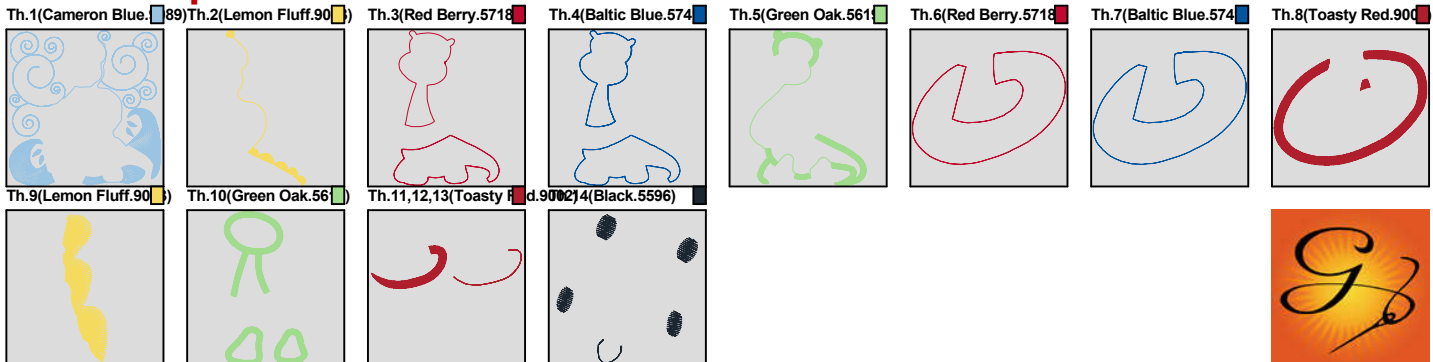 Th.1(Cameron Blue. 89) Th.2(Lemon Fluff.90 ) Th.3(Red Berry.5718 Th.4(Baltic Blue.574 Th.5(Green Oak.561 Th.6(Red Berry.5718 Th.7(Baltic Blue.574 Th.8(Toasty Red.900 )
Th.9(Lemon Fluff.90 ) Th.10(Green Oak.56 ) Th.11,12,13(Toasty R d.9002) Th.14(Black.5596)
G